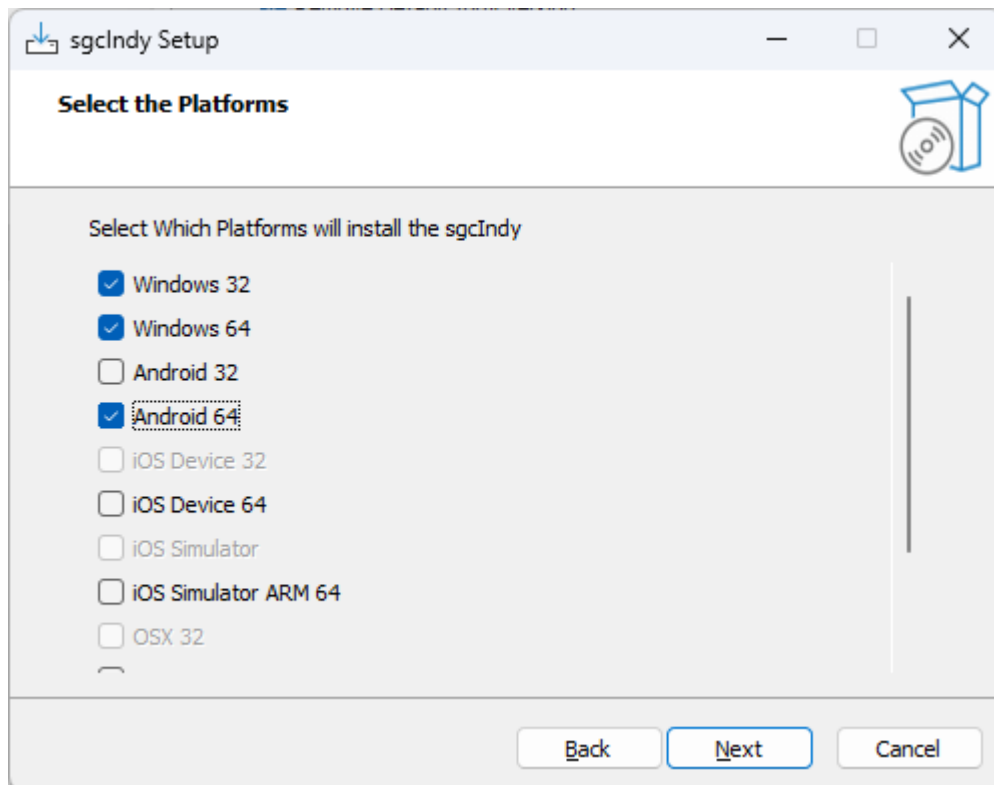 sgcIndy Setup
Select the Platforms
Select Which Platforms will install the sgcIndy
Windows 32
Windows 64
Android 32
Android 64
iOS Device 32
iOS Device 64
iOS Simulator
iOS Simulator ARM 64
OSX 32
Back Next Cancel